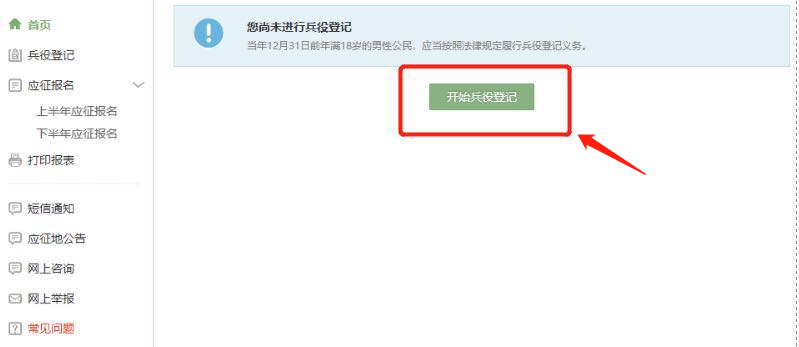 首页
兵役登记
应征报名
上半年应征报名
下半年应征报名
打印报表
短信通知
应征地公告
网上咨询
网上举报
常见问题
您尚未进行兵役登记
当年12月31日前年满18岁的男性公民，应当按照法律规定履行兵役登记义务。
开始兵役登记